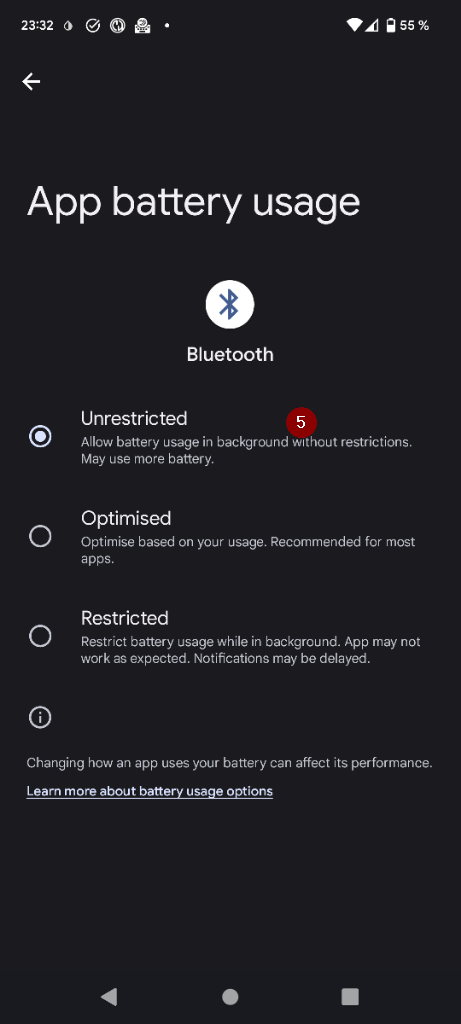 23:32 55 %
App battery usage
Bluetooth
Unrestricted
5
Allow battery usage in background without restrictions.
May use more battery.
Optimised
Optimise based on your usage. Recommended for most
apps.
Restricted
Restrict battery usage while in background. App may not
work as expected. Notifications may be delayed.
Changing how an app uses your battery can affect its performance.
Learn more about battery usage options